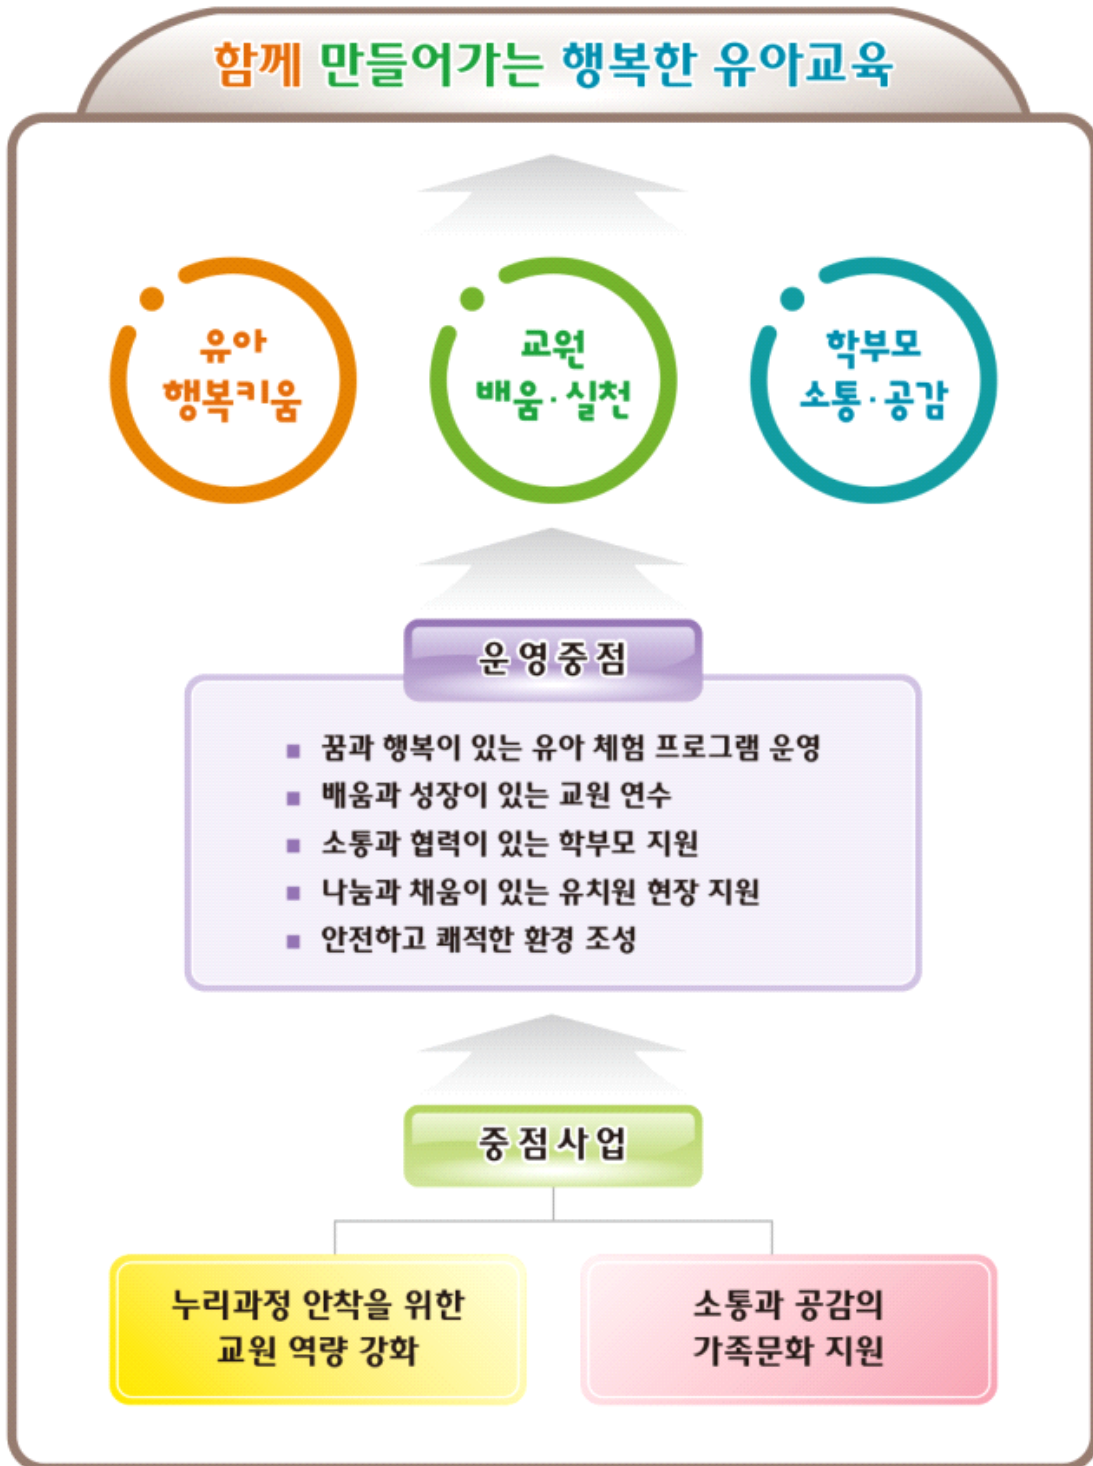 함께 만들어가는 행복한 유아교육
유아
행복키움
교원
배움·실천
학부모
소통·공감
운영중점
꿈과 행복이 있는 유아 체험 프로그램 운영
배움과 성장이 있는 교원 연수
소통과 협력이 있는 학부모 지원
나눔과 채움이 있는 유치원 현장 지원
안전하고 쾌적한 환경 조성
중점사업
누리과정 안착을 위한
교원 역량 강화
소통과 공감의
가족문화 지원